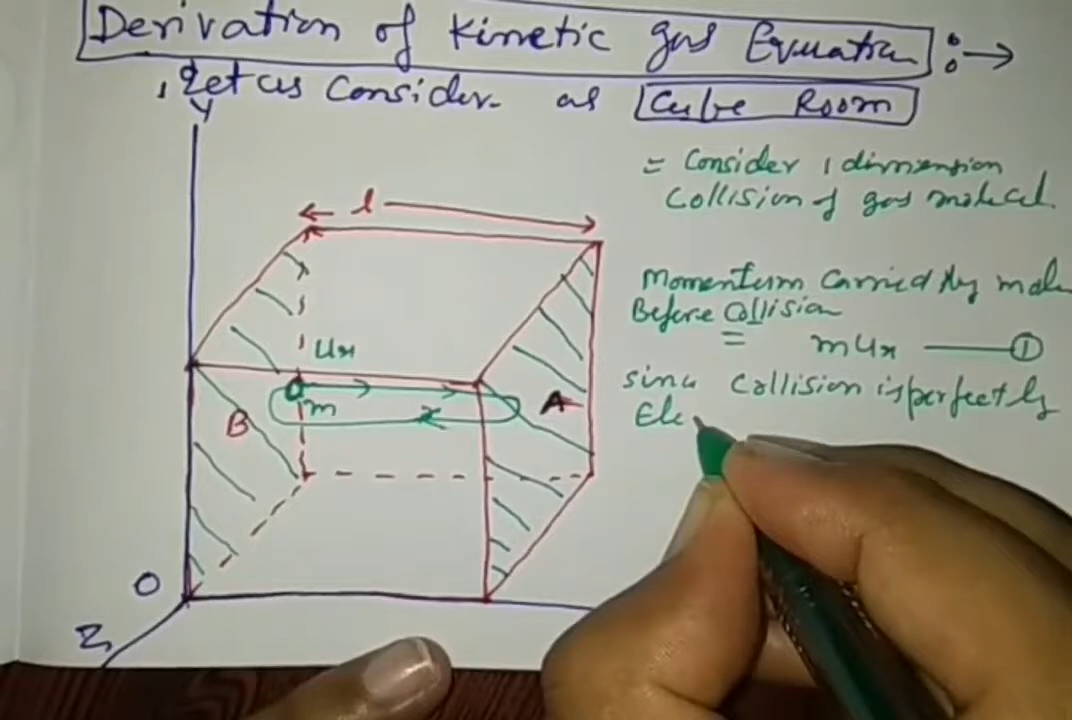 Derivation of Kinetic gas Equation :→
, Let us Consider as Cube Room
Y
= Consider 1 dimension
Collision of gas molecul
l
Momentum Carried by mole
Before Collision
= mux ——— ①
since Collision is perfectly
Ele
ux
m
A
B
O
Z